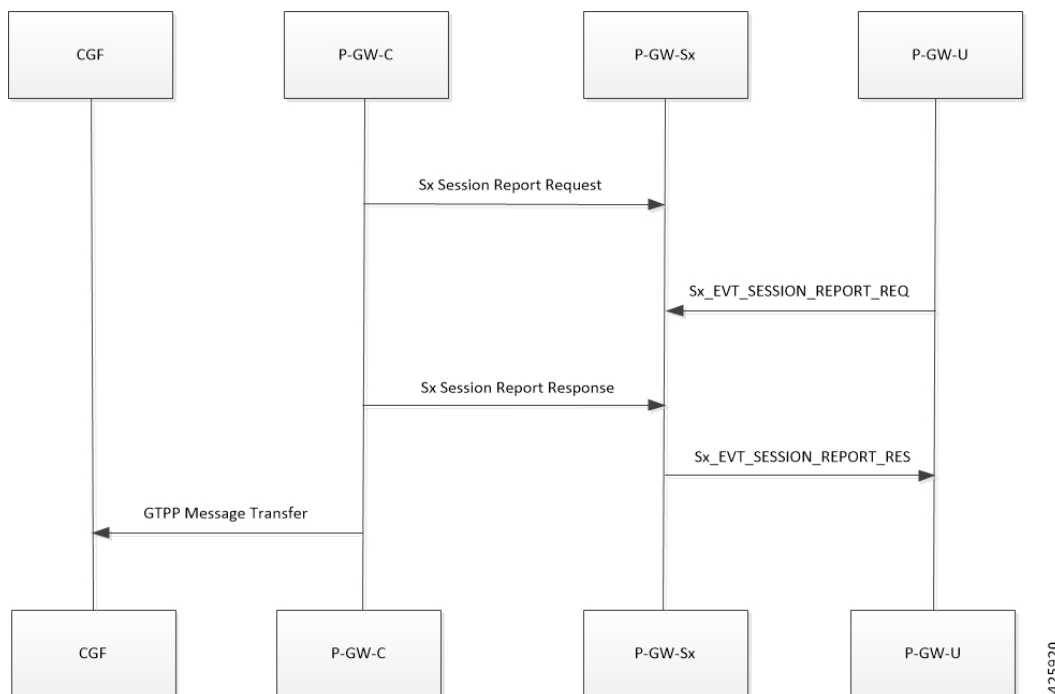 CGF
P-GW-C
P-GW-Sx
P-GW-U
Sx Session Report Request
Sx_EVT_SESSION_REPORT_REQ
Sx Session Report Response
Sx_EVT_SESSION_REPORT_RES
GTPP Message Transfer
CGF
P-GW-C
P-GW-Sx
P-GW-U
425920